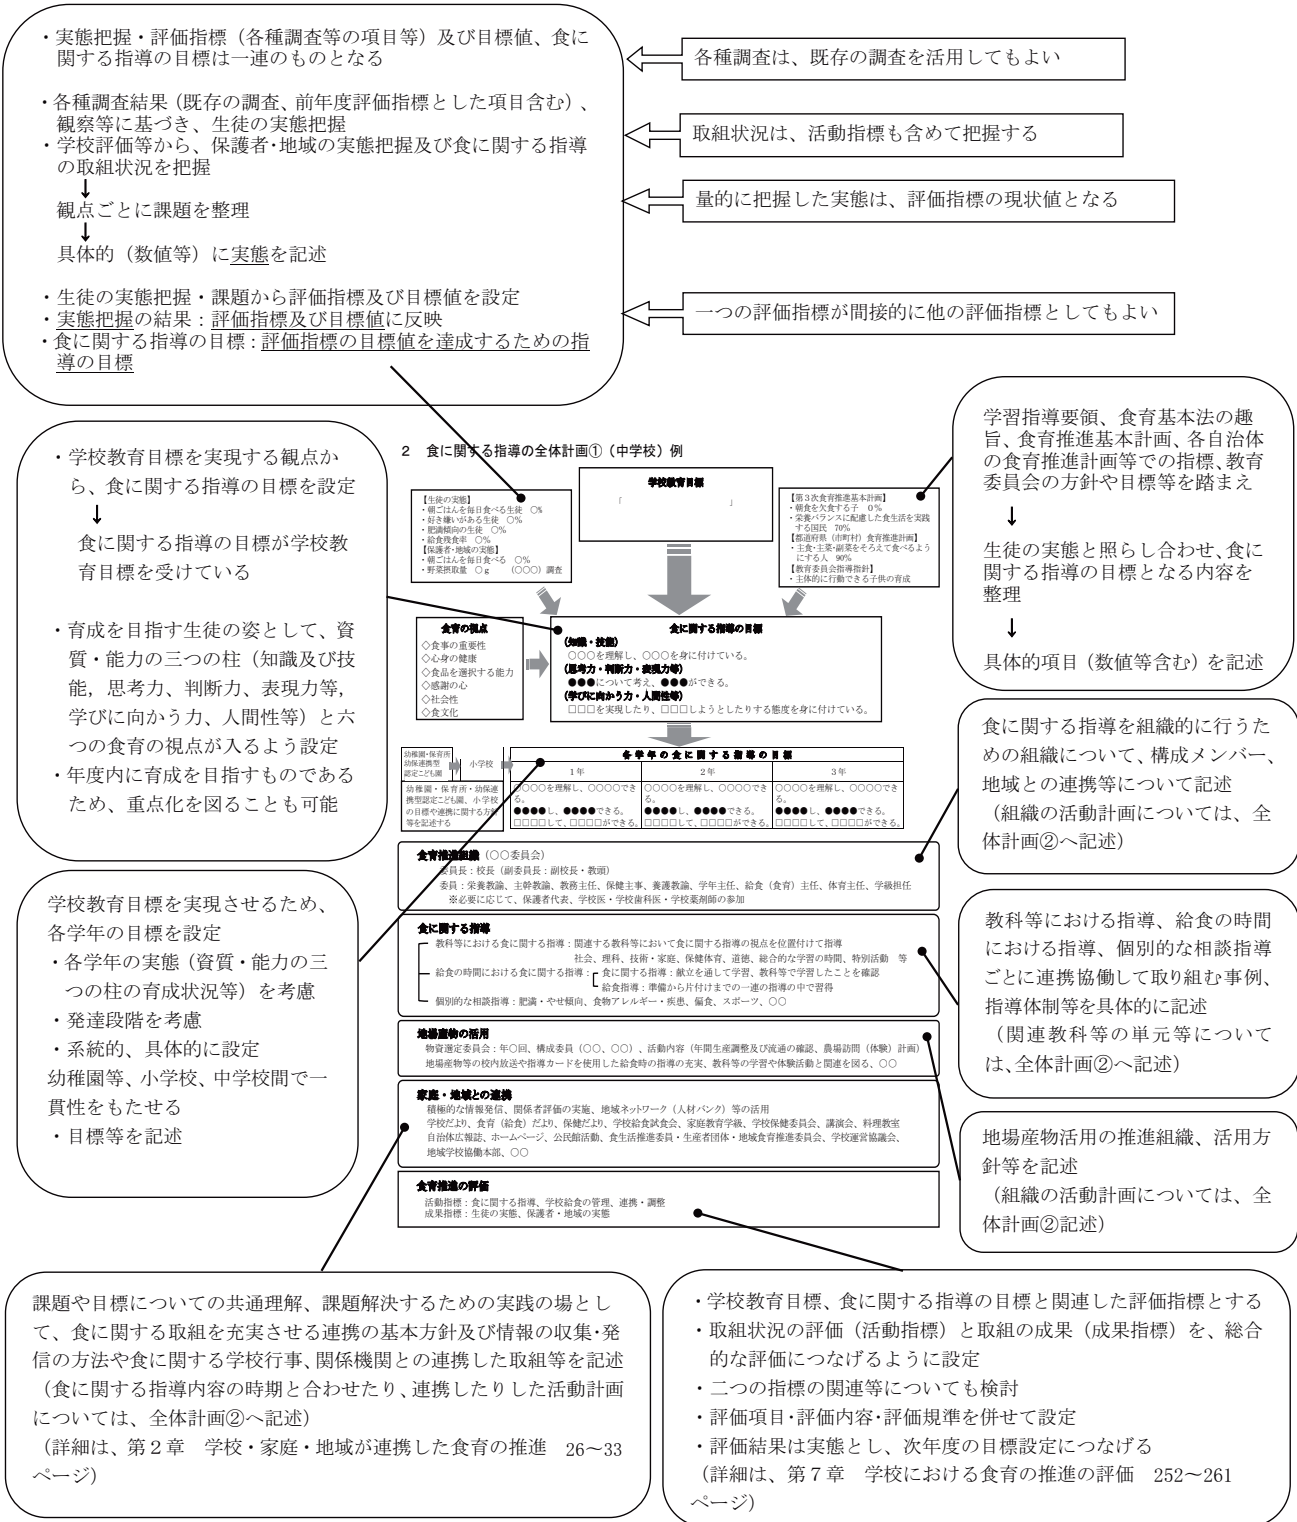 ・実態把握・評価指標（各種調査等の項目等）及び目標値、食に
関する指導の目標は一連のものとなる
・各種調査結果（既存の調査、前年度評価指標とした項目含む）、
観察等に基づき、生徒の実態把握
・学校評価等から、保護者・地域の実態把握及び食に関する指導
の取組状況を把握
↓
観点ごとに課題を整理
↓
具体的（数値等）に実態を記述
・生徒の実態把握・課題から評価指標及び目標値を設定
・実態把握の結果：評価指標及び目標値に反映
・食に関する指導の目標：評価指標の目標値を達成するための指
導の目標
各種調査は、既存の調査を活用してもよい
取組状況は、活動指標も含めて把握する
量的に把握した実態は、評価指標の現状値となる
一つの評価指標が間接的に他の評価指標としてもよい
・学校教育目標を実現する観点か
ら、食に関する指導の目標を設定
↓
食に関する指導の目標が学校教
育目標を受けている
・育成を目指す生徒の姿として、資
質・能力の三つの柱（知識及び技
能，思考力、判断力、表現力等，
学びに向かう力、人間性等）と六
つの食育の視点が入るよう設定
・年度内に育成を目指すものである
ため、重点化を図ることも可能
学校教育目標を実現させるため、
各学年の目標を設定
・各学年の実態（資質・能力の三
つの柱の育成状況等）を考慮
・発達段階を考慮
・系統的、具体的に設定
幼稚園等、小学校、中学校間で一
貫性をもたせる
・目標等を記述
２　食に関する指導の全体計画①（中学校）例
学校教育目標
「　　　　　　　」
【生徒の実態】
・朝ごはんを毎日食べる生徒　○%
・好き嫌いがある生徒　○%
・肥満傾向の生徒　○%
・給食残食率　○%
【保護者・地域の実態】
・朝ごはんを毎日食べる　○%
・野菜摂取量　○ｇ　（○○○）調査
【第３次食育推進基本計画】
・朝食を欠食する子　０%
・栄養バランスに配慮した食生活を実践
する国民　70%
【都道府県（市町村）食育推進計画】
・主食・主菜・副菜をそろえて食べるよう
にする人　90%
【教育委員会指導指針】
・主体的に行動できる子供の育成
食育の視点
◇食事の重要性
◇心身の健康
◇食品を選択する能力
◇感謝の心
◇社会性
◇食文化
食に関する指導の目標
（知識・技能）
○○○を理解し、○○○を身に付けている。
（思考力・判断力・表現力等）
●●●について考え、●●●ができる。
（学びに向かう力・人間性等）
□□□を実現したり、□□□しようとしたりする態度を身に付けている。
幼稚園・保育所
幼保連携型
認定こども園
小学校
幼稚園・保育所・幼保連
携型認定こども園、小学校
の目標や連携に関する方針
等を記述する
各学年の食に関する指導の目標
１年
２年
３年
○○○○を理解し、○○○○でき
る。
●●●●し、●●●●できる。
□□□□して、□□□□ができる。
○○○○を理解し、○○○○でき
る。
●●●●し、●●●●できる。
□□□□して、□□□□ができる。
○○○○を理解し、○○○○でき
る。
●●●●し、●●●●できる。
□□□□して、□□□□ができる。
食育推進組織（○○委員会）
委員長：校長（副委員長：副校長・教頭）
委員：栄養教諭、主幹教諭、教務主任、保健主事、養護教諭、学年主任、給食（食育）主任、体育主任、学級担任
※必要に応じて、保護者代表、学校医・学校歯科医・学校薬剤師の参加
食に関する指導
教科等における食に関する指導：関連する教科等において食に関する指導の視点を位置付けて指導
社会、理科、技術・家庭、保健体育、道徳、総合的な学習の時間、特別活動　等
給食の時間における食に関する指導：食に関する指導：献立を通して学習、教科等で学習したことを確認
給食指導：準備から片付けまでの一連の指導の中で習得
個別的な相談指導：肥満・やせ傾向、食物アレルギー・疾患、偏食、スポーツ、○○
地場産物の活用
物資選定委員会：年○回、構成委員（○○、○○）、活動内容（年間生産調整及び流通の確認、農場訪問（体験）計画）
地場産物等の校内放送や指導カードを使用した給食時の指導の充実、教科等の学習や体験活動と関連を図る、○○
家庭・地域との連携
積極的な情報発信、関係者評価の実施、地域ネットワーク（人材バンク）等の活用
学校だより、食育（給食）だより、保健だより、学校給食試食会、家庭教育学級、学校保健委員会、講演会、料理教室
自治体広報誌、ホームページ、公民館活動、食生活推進委員・生産者団体・地域食育推進委員会、学校運営協議会、
地域学校協働本部、○○
食育推進の評価
活動指標：食に関する指導、学校給食の管理、連携・調整
成果指標：生徒の実態、保護者・地域の実態
学習指導要領、食育基本法の趣
旨、食育推進基本計画、各自治体
の食育推進計画等での指標、教育
委員会の方針や目標等を踏まえ
↓
生徒の実態と照らし合わせ、食に
関する指導の目標となる内容を
整理
↓
具体的項目（数値等含む）を記述
食に関する指導を組織的に行うた
めの組織について、構成メンバー、
地域との連携等について記述
（組織の活動計画については、全
体計画②へ記述）
教科等における指導、給食の時間
における指導、個別的な相談指導
ごとに連携協働して取り組む事例、
指導体制等を具体的に記述
（関連教科等の単元等について
は、全体計画②へ記述）
地場産物活用の推進組織、活用方
針等を記述
（組織の活動計画については、全
体計画②記述）
課題や目標についての共通理解、課題解決するための実践の場とし
て、食に関する取組を充実させる連携の基本方針及び情報の収集・発
信の方法や食に関する学校行事、関係機関との連携した取組等を記述
（食に関する指導内容の時期と合わせたり、連携したりした活動計画
については、全体計画②へ記述）
（詳細は、第２章　学校・家庭・地域が連携した食育の推進　26～33
ページ）
・学校教育目標、食に関する指導の目標と関連した評価指標とする
・取組状況の評価（活動指標）と取組の成果（成果指標）を、総合
的な評価につなげるように設定
・二つの指標の関連等についても検討
・評価項目・評価内容・評価規準を併せて設定
・評価結果は実態とし、次年度の目標設定につなげる
（詳細は、第７章　学校における食育の推進の評価　252～261
ページ）